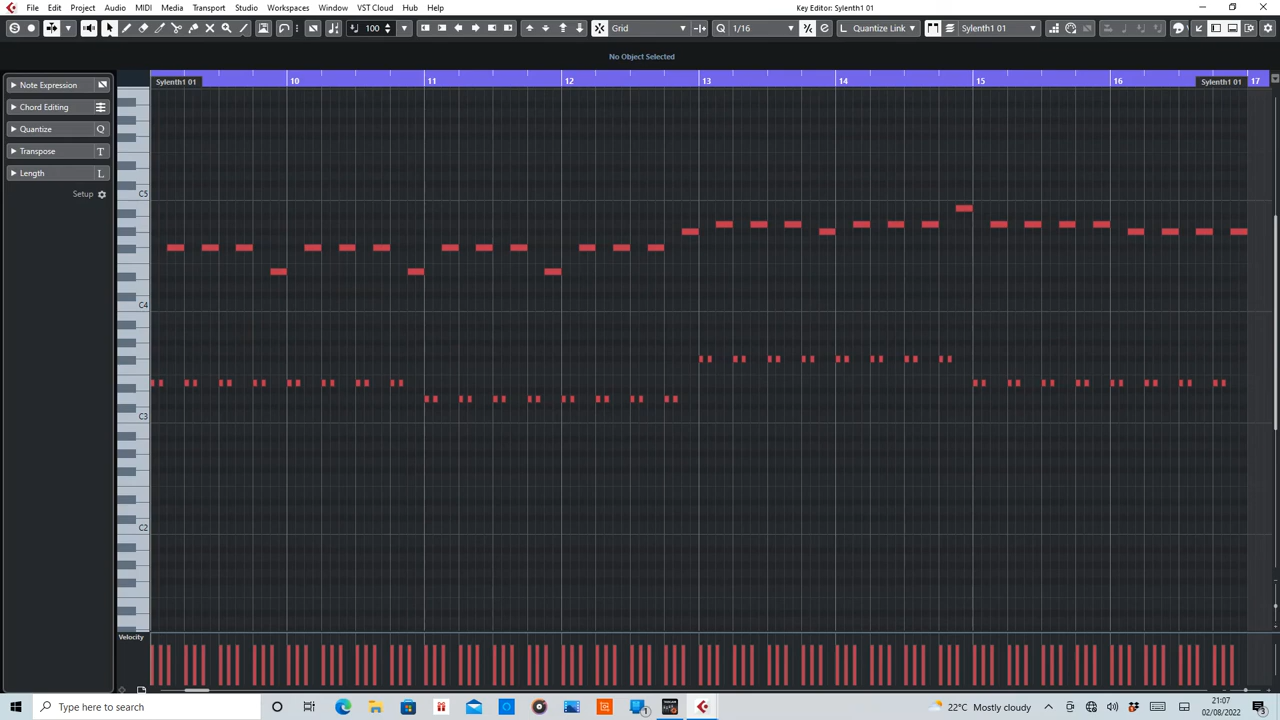 Key Editor: Sylenth1 01
File Edit Project Audio MIDI Media Transport Studio Workspaces Window VST Cloud Hub Help
S 100 Grid Q 1/16 Quantize Link Sylenth1 01
No Object Selected
Sylenth1 01 10 11 12 13 14 15 16 Sylenth1 01 17
Note Expression
Chord Editing
Quantize Q
Transpose T
Length L
Setup
C5
C4
C3
C2
Velocity
Type here to search
1
22°C Mostly cloudy
21:07
02/08/2022
3